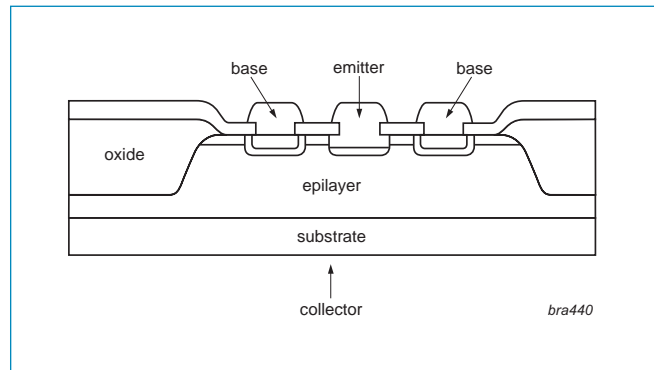 base emitter base
oxide
epilayer
substrate
collector
bra440